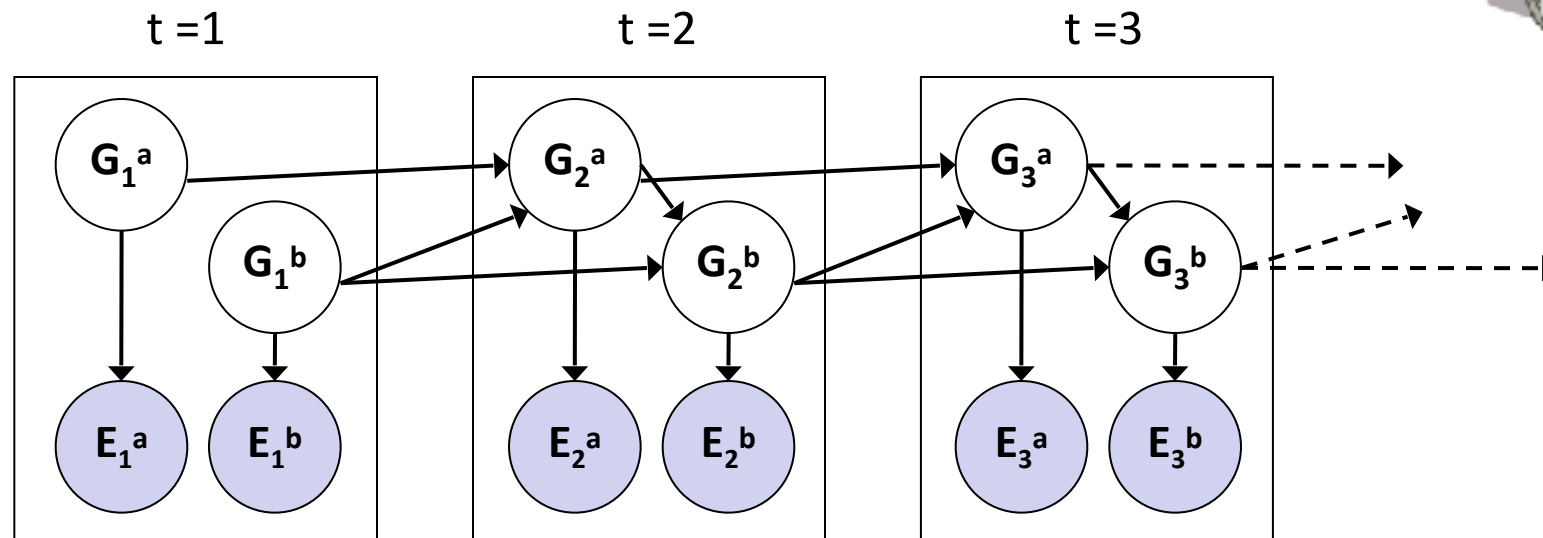 t =1 t =2 t =3
G₁ᵃ G₂ᵃ G₃ᵃ
G₁ᵇ G₂ᵇ G₃ᵇ
E₁ᵃ E₁ᵇ E₂ᵃ E₂ᵇ E₃ᵃ E₃ᵇ